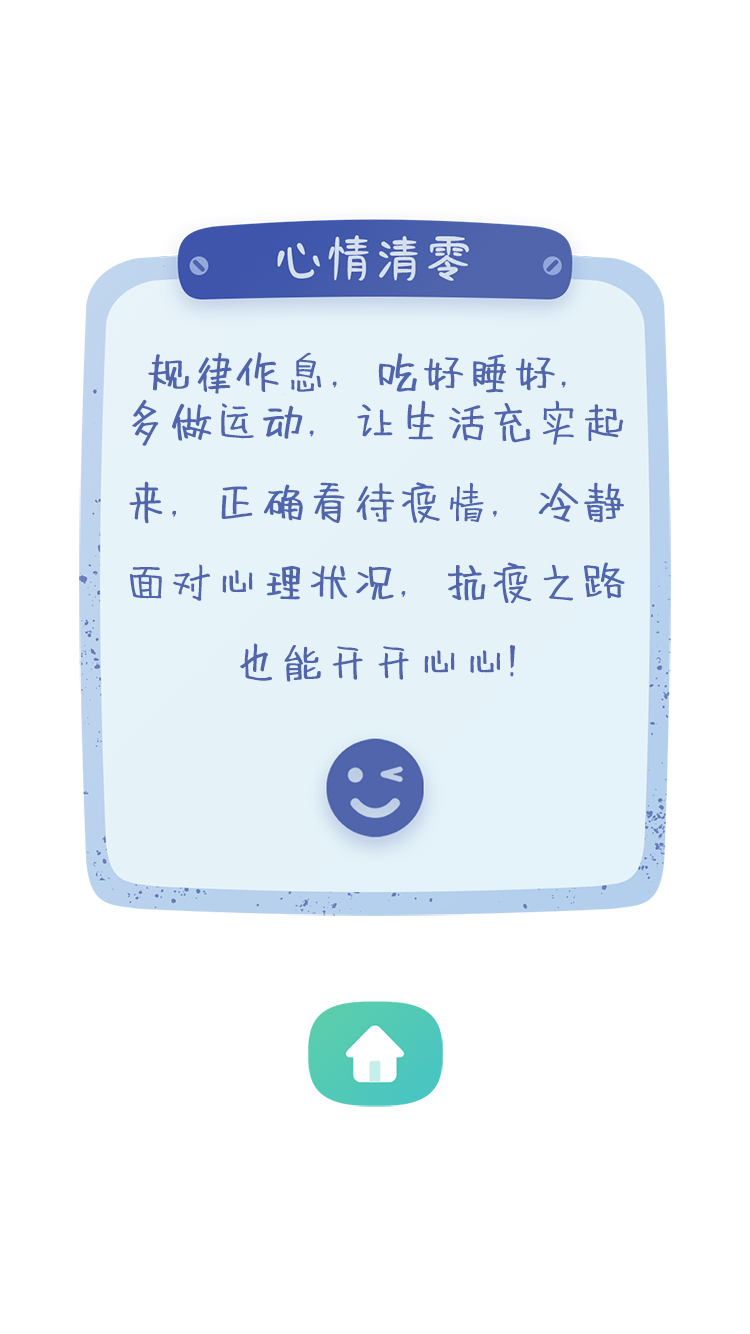 心情清零
规律作息，吃好睡好，
多做运动，让生活充实起
来，正确看待疫情，冷静
面对心理状况，抗疫之路
也能开开心心！